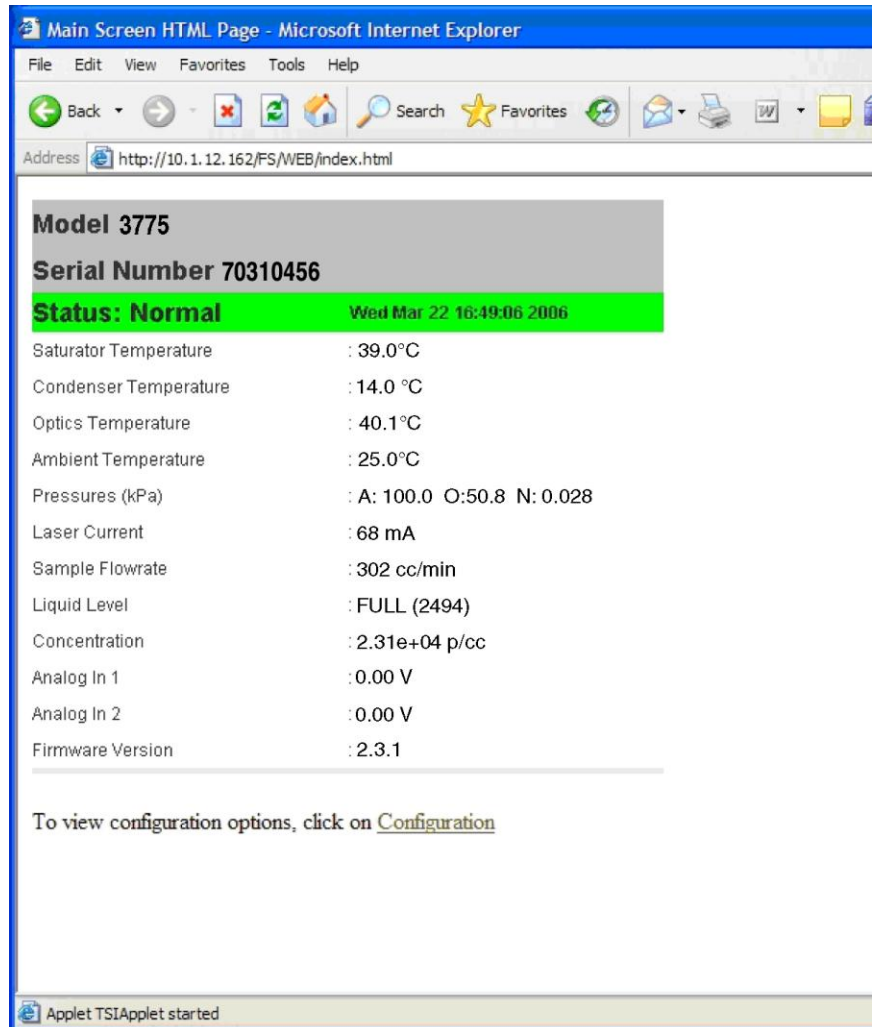 Main Screen HTML Page - Microsoft Internet Explorer
File Edit View Favorites Tools Help
Back Search Favorites W
Address http://10.1.12.162/FS/WEB/index.html
Model 3775
Serial Number 70310456
Status: Normal Wed Mar 22 16:49:06 2006
Saturator Temperature : 39.0°C
Condenser Temperature : 14.0 °C
Optics Temperature : 40.1°C
Ambient Temperature : 25.0°C
Pressures (kPa) : A: 100.0 O:50.8 N: 0.028
Laser Current : 68 mA
Sample Flowrate : 302 cc/min
Liquid Level : FULL (2494)
Concentration : 2.31e+04 p/cc
Analog In 1 : 0.00 V
Analog In 2 : 0.00 V
Firmware Version : 2.3.1
To view configuration options, click on Configuration
Applet TSIApplet started